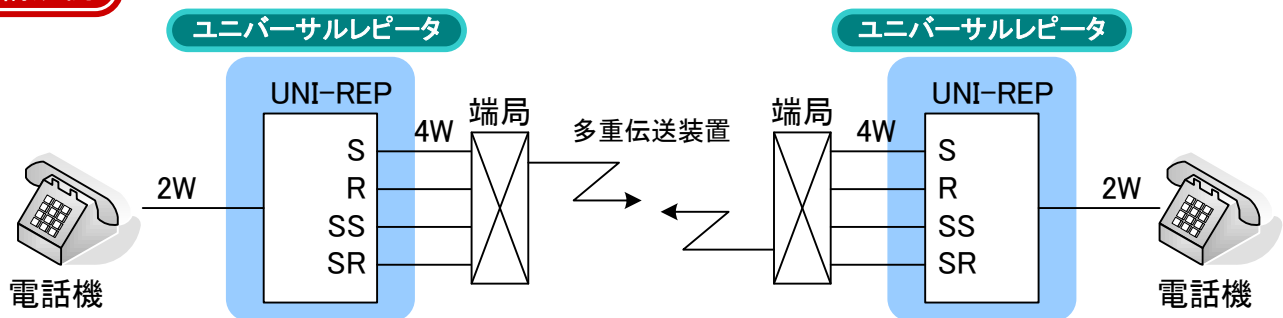 ユニバーサルレピータ
ユニバーサルレピータ
UNI-REP
UNI-REP
端局
端局
4W
4W
多重伝送装置
S
R
SS
SR
S
R
SS
SR
2W
2W
電話機
電話機